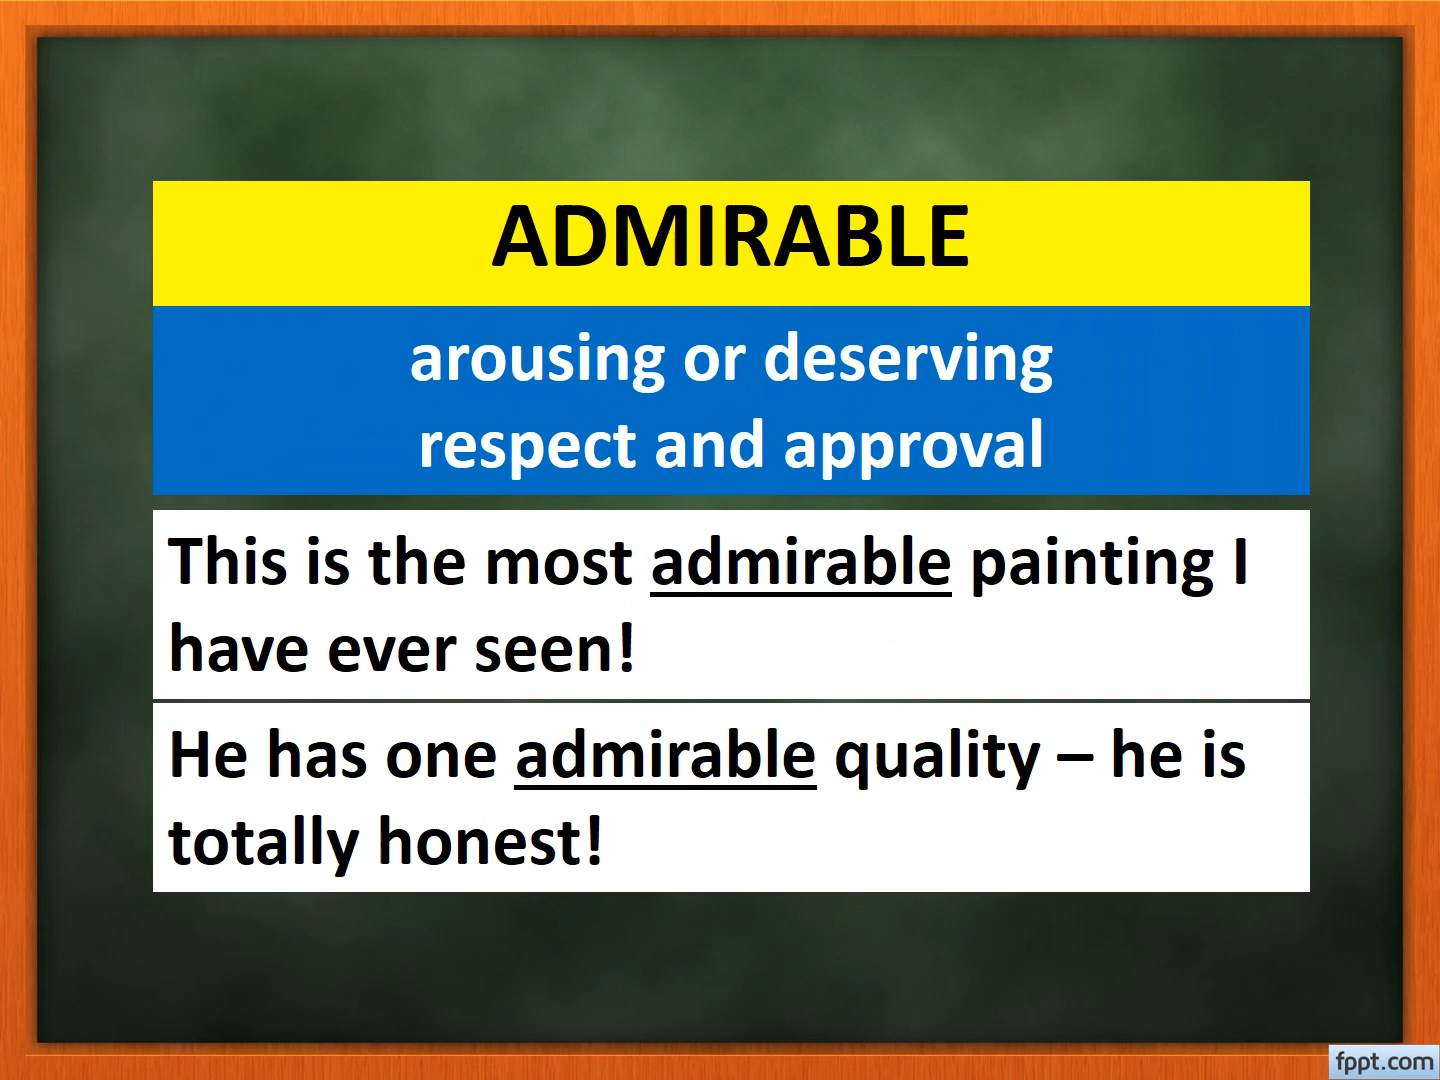 ADMIRABLE
arousing or deserving
respect and approval
This is the most admirable painting I
have ever seen!
He has one admirable quality – he is
totally honest!
fppt.com